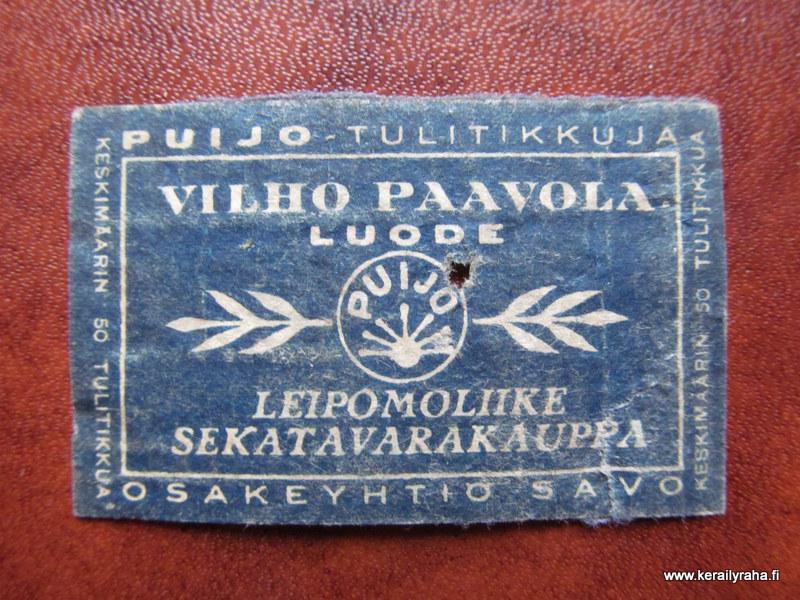 PUIJO-TULITIKKUJA
KESKIMÄÄRIN 50 TULITIKKUA
VILHO PAAVOLA
LUODE
PUIJO
LEIPOMOLIIKE
SEKATAVARAKAUPPA
KESKIMÄÄRIN 50 TULITIKKUA
OSAKEYHTIÖ SAVO
www.kerailyraha.fi